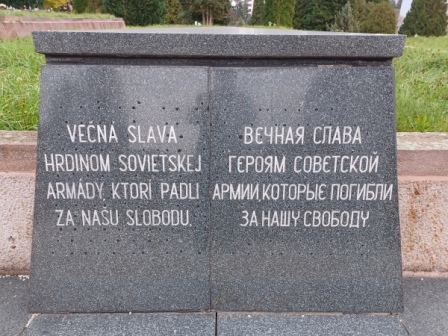 VEČNÁ SLAVA
HRDINOM SOVIETSKEJ
ARMÁDY, KTORÍ PADLI
ZA NAŠU SLOBODU.
ВЕЧНАЯ СЛАВА
ГЕРОЯМ СОВЕТСКОЙ
АРМИИ, КОТОРЫЕ ПОГИБЛИ
ЗА НАШУ СВОБОДУ.